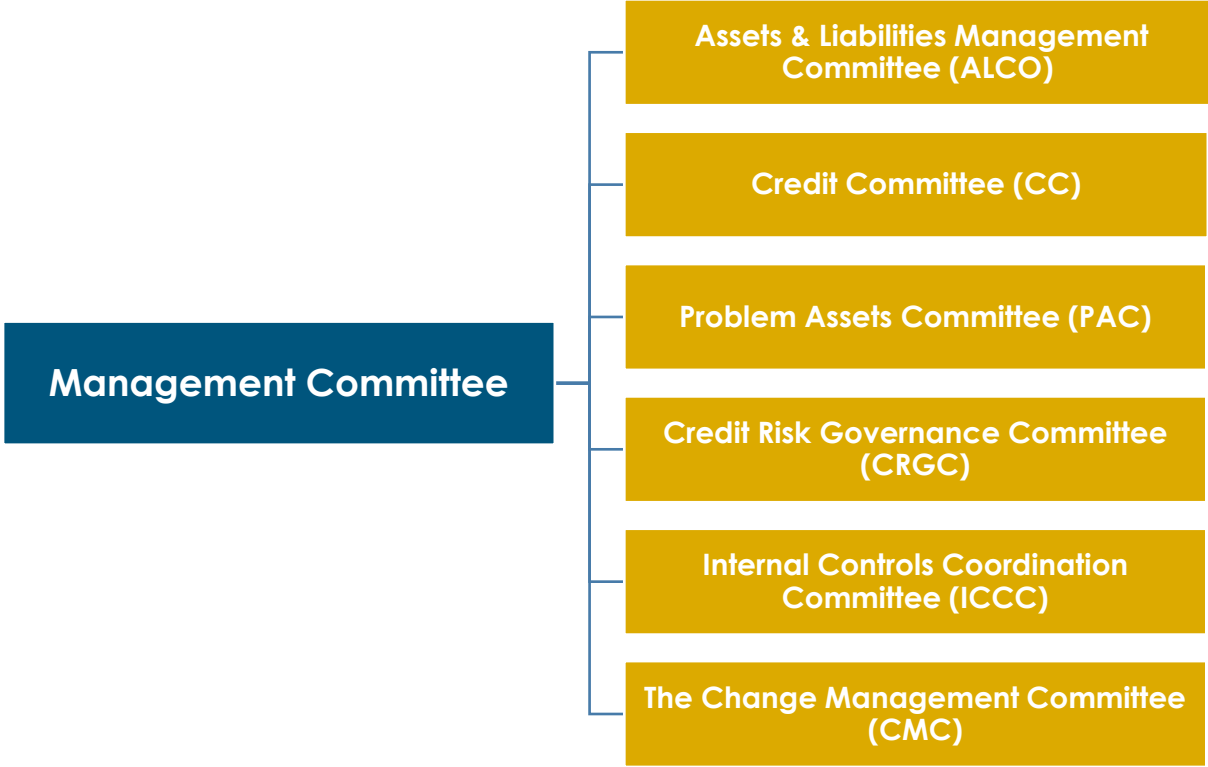 Assets & Liabilities Management
Committee (ALCO)
Credit Committee (CC)
Problem Assets Committee (PAC)
Management Committee
Credit Risk Governance Committee
(CRGC)
Internal Controls Coordination
Committee (ICCC)
The Change Management Committee
(CMC)